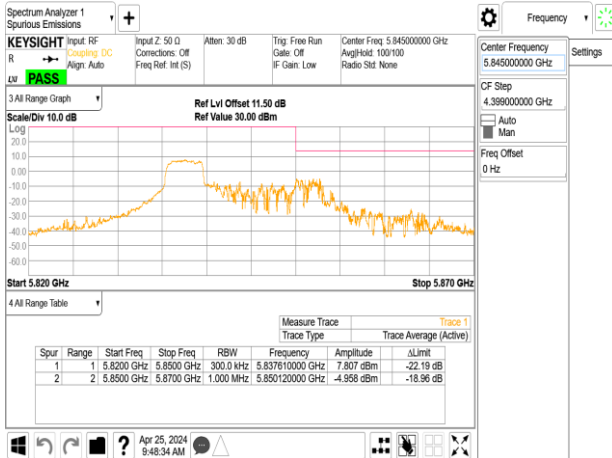 Spectrum Analyzer 1
Spurious Emissions
Frequency
Settings
KEYSIGHT Input: RF Input Z: 50 Ω Atten: 30 dB Trig: Free Run Center Freq: 5.845000000 GHz
R Coupling: DC Corrections: Off Gate: Off Avg|Hold: 100/100
Align: Auto Freq Ref: Int (S) IF Gain: Low Radio Std: None
LXI PASS
Center Frequency
5.845000000 GHz
CF Step
4.399000000 GHz
Auto
Man
Freq Offset
0 Hz
3 All Range Graph
Ref Lvl Offset 11.50 dB
Scale/Div 10.0 dB Ref Value 30.00 dBm
Log
20.0
10.0
0.00
-10.0
-20.0
-30.0
-40.0
-50.0
-60.0
Start 5.820 GHz Stop 5.870 GHz
4 All Range Table
Measure Trace Trace 1
Trace Type Trace Average (Active)
Spur Range Start Freq Stop Freq RBW Frequency Amplitude ΔLimit
1 1 5.8200 GHz 5.8500 GHz 300.0 kHz 5.837610000 GHz 7.807 dBm -22.19 dB
2 2 5.8500 GHz 5.8700 GHz 1.000 MHz 5.850120000 GHz -4.958 dBm -18.96 dB
Apr 25, 2024
9:48:34 AM